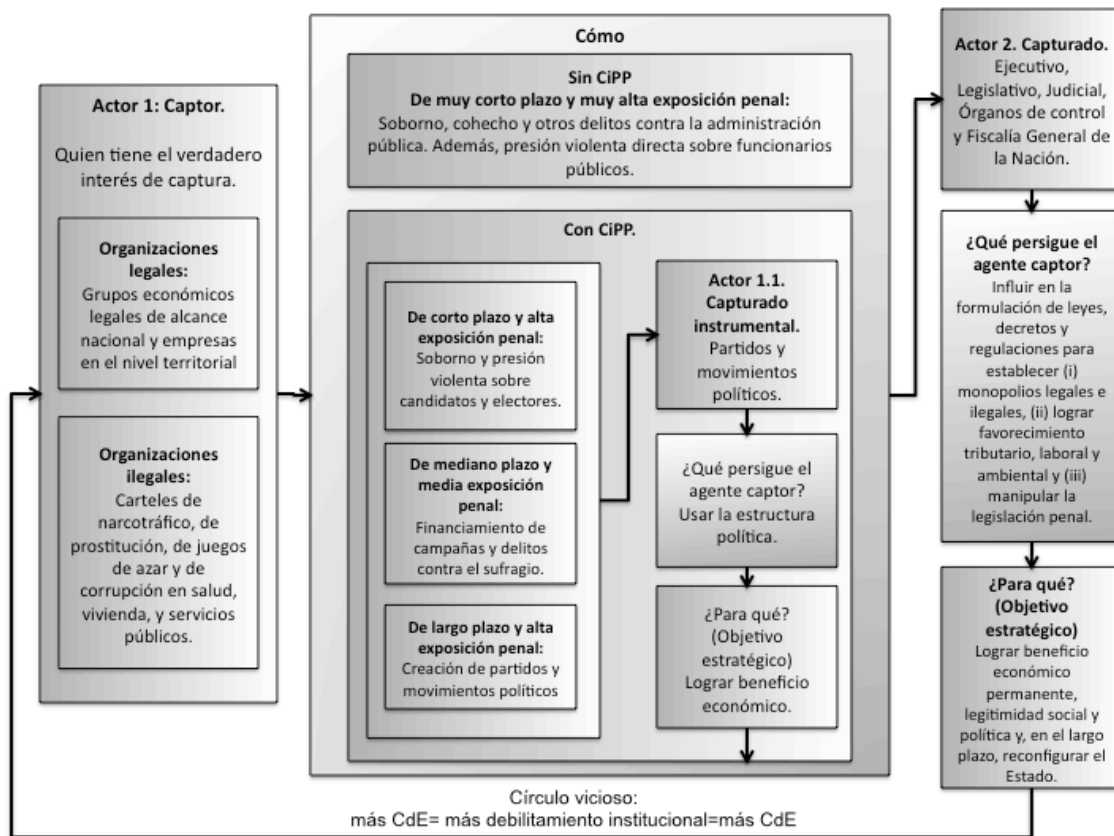 Actor 1: Captor.
Quien tiene el verdadero
interés de captura.
Organizaciones
legales:
Grupos económicos
legales de alcance
nacional y empresas
en el nivel territorial
Organizaciones
ilegales:
Carteles de
narcotráfico, de
prostitución, de juegos
de azar y de
corrupción en salud,
vivienda, y servicios
públicos.
Cómo
Sin CiPP
De muy corto plazo y muy alta exposición penal:
Soborno, cohecho y otros delitos contra la administración
pública. Además, presión violenta directa sobre funcionarios
públicos.
Con CiPP.
De corto plazo y alta
exposición penal:
Soborno y presión
violenta sobre
candidatos y electores.
De mediano plazo y
media exposición
penal:
Financiamiento de
campañas y delitos
contra el sufragio.
De largo plazo y alta
exposición penal:
Creación de partidos y
movimientos políticos
Actor 1.1.
Capturado
instrumental.
Partidos y
movimientos
políticos.
¿Qué persigue el
agente captor?
Usar la estructura
política.
¿Para qué?
(Objetivo
estratégico)
Lograr beneficio
económico.
Actor 2. Capturado.
Ejecutivo,
Legislativo, Judicial,
Órganos de control
y Fiscalía General de
la Nación.
¿Qué persigue el
agente captor?
Influir en la
formulación de leyes,
decretos y
regulaciones para
establecer (i)
monopolios legales e
ilegales, (ii) lograr
favorecimiento
tributario, laboral y
ambiental y (iii)
manipular la
legislación penal.
¿Para qué?
(Objetivo
estratégico)
Lograr beneficio
económico
permanente,
legitimidad social y
política y, en el largo
plazo, reconfigurar el
Estado.
Círculo vicioso:
más CdE= más debilitamiento institucional=más CdE